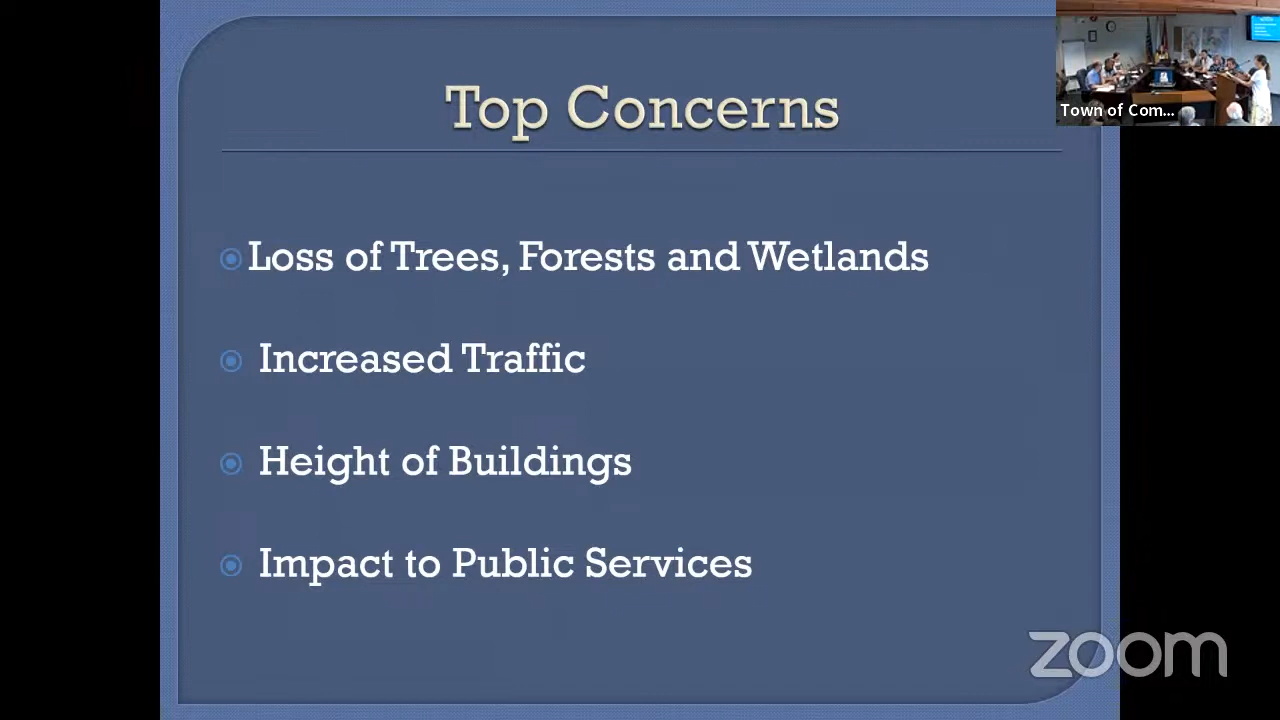 Top Concerns
Town of Com...
Loss of Trees, Forests and Wetlands
Increased Traffic
Height of Buildings
Impact to Public Services
zoom